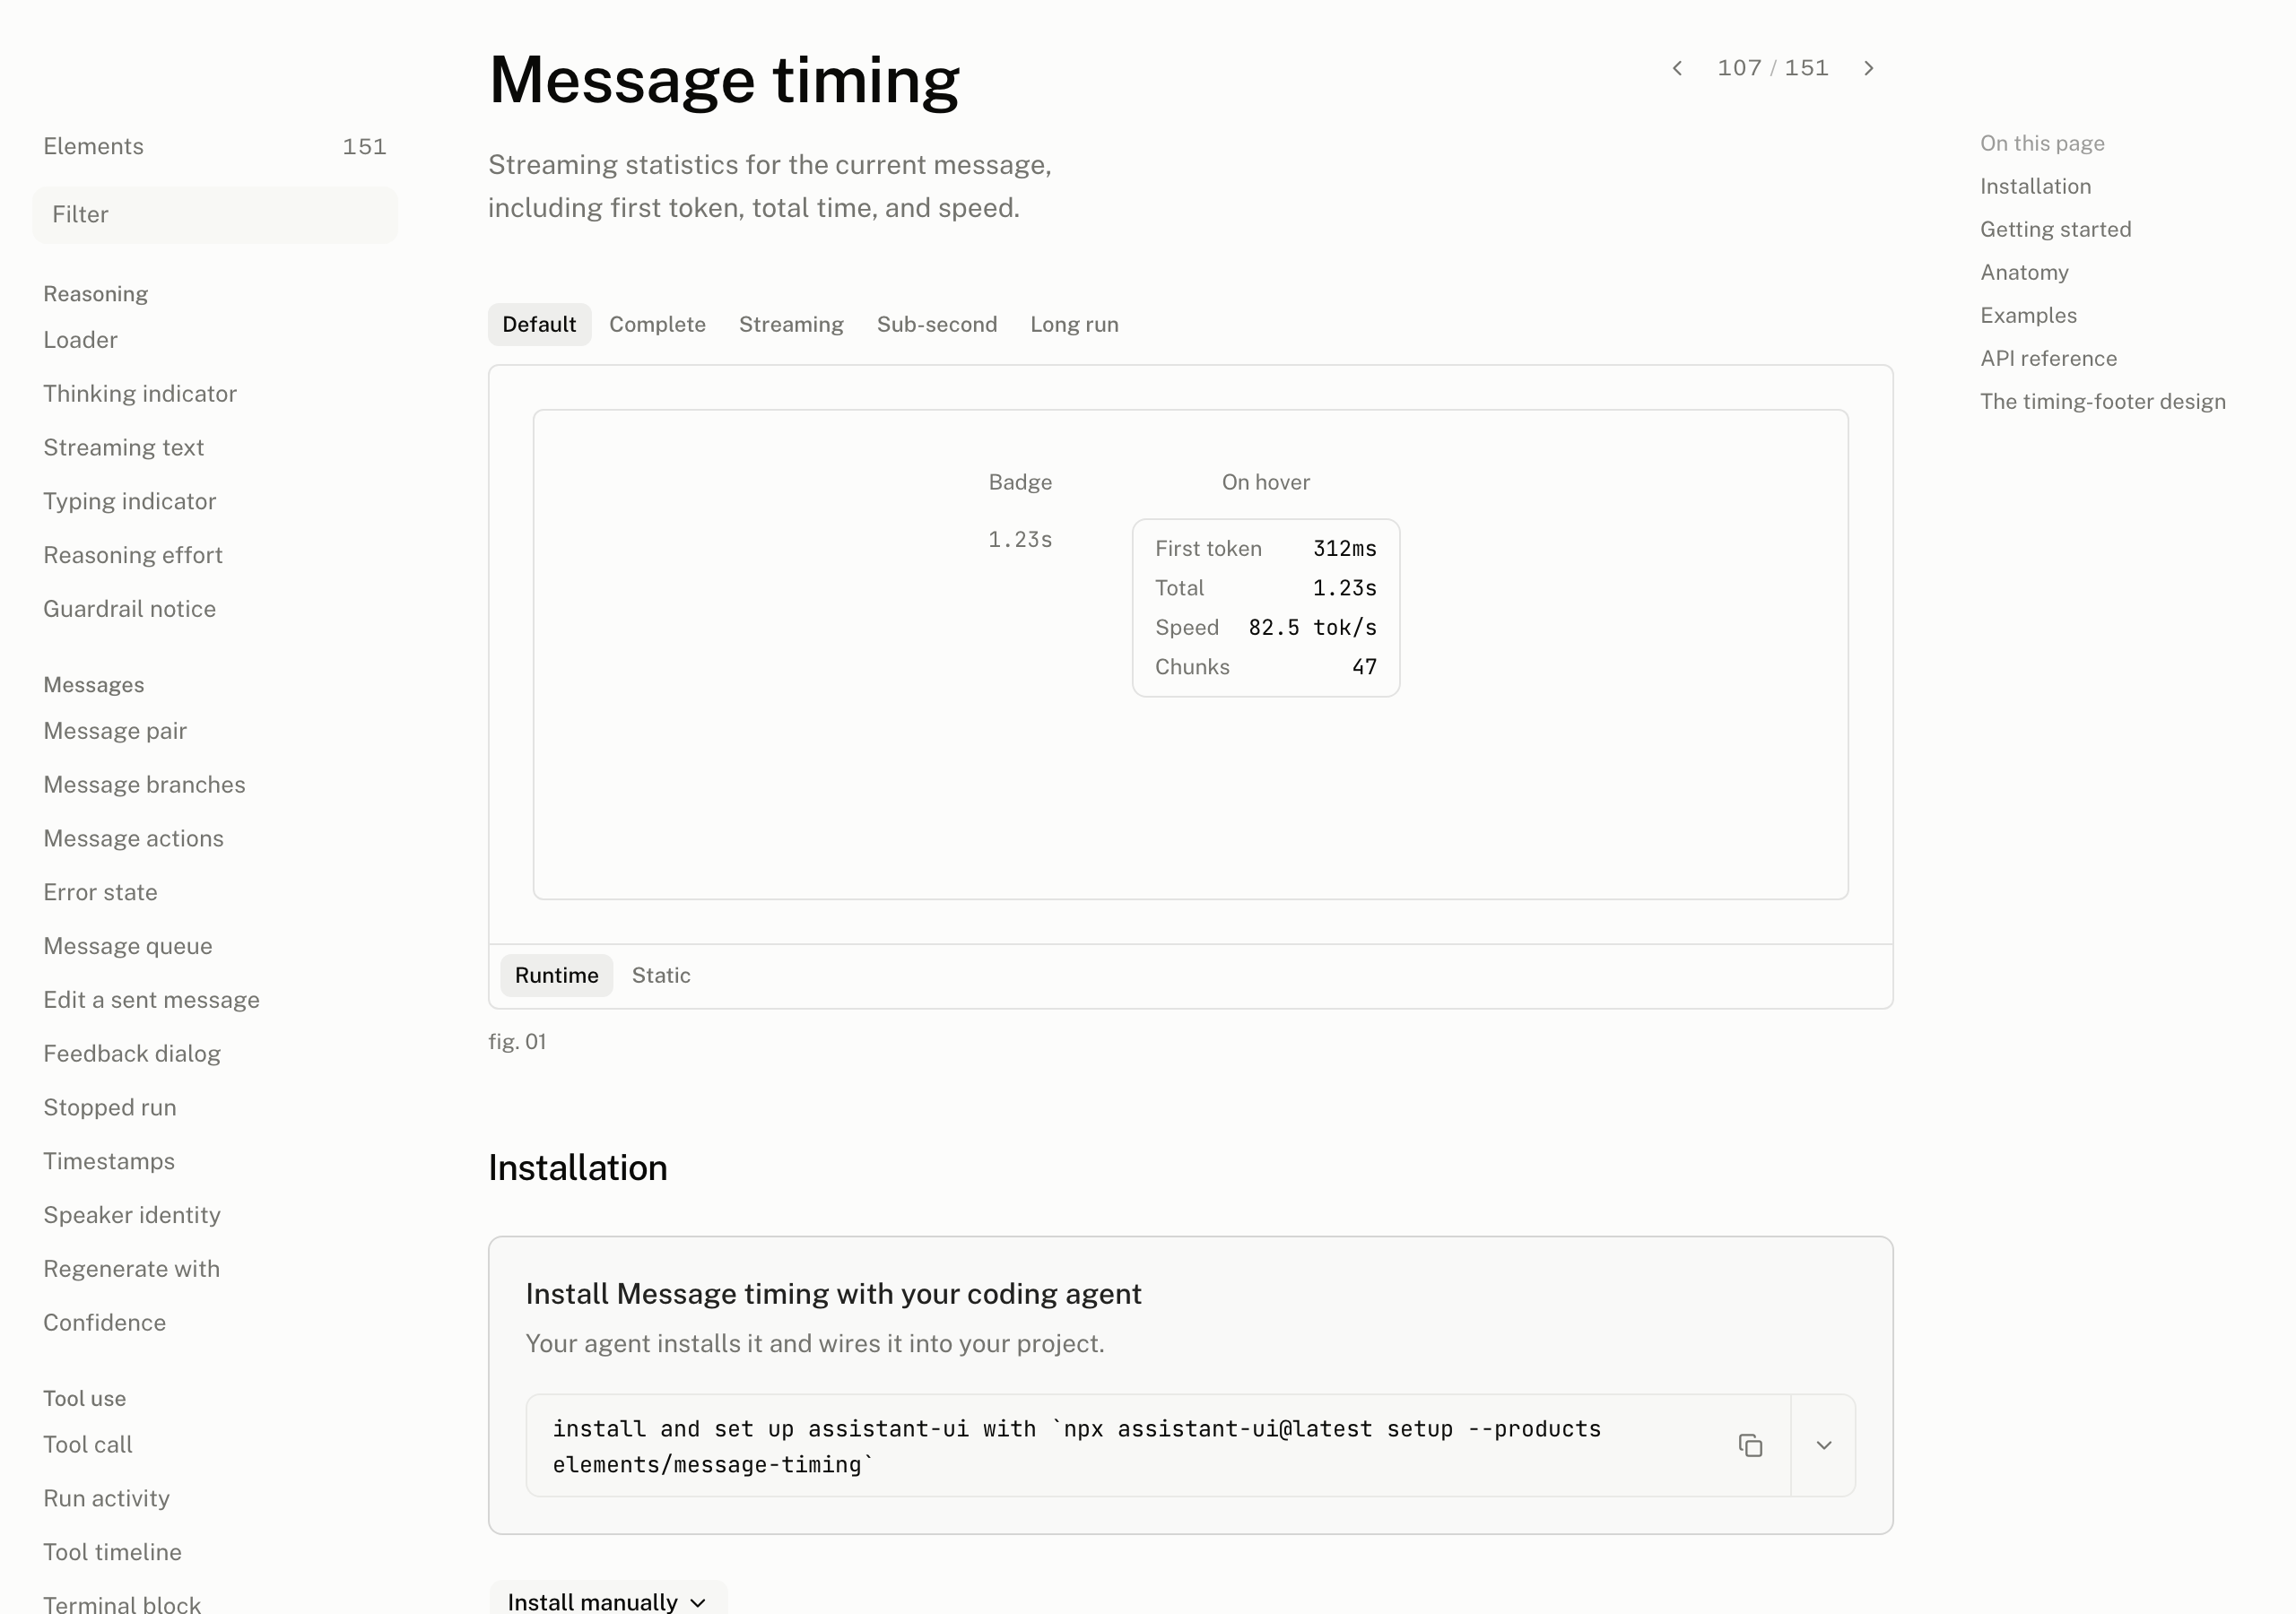 Elements 151
Filter
Reasoning
Loader
Thinking indicator
Streaming text
Typing indicator
Reasoning effort
Guardrail notice
Messages
Message pair
Message branches
Message actions
Error state
Message queue
Edit a sent message
Feedback dialog
Stopped run
Timestamps
Speaker identity
Regenerate with
Confidence
Tool use
Tool call
Run activity
Tool timeline
Terminal block
Message timing
107 / 151
Streaming statistics for the current message,
including first token, total time, and speed.
Default Complete Streaming Sub-second Long run
Badge
1.23s
On hover
First token 312ms
Total 1.23s
Speed 82.5 tok/s
Chunks 47
Runtime Static
fig. 01
Installation
Install Message timing with your coding agent
Your agent installs it and wires it into your project.
install and set up assistant-ui with `npx assistant-ui@latest setup --products
elements/message-timing`
Install manually
On this page
Installation
Getting started
Anatomy
Examples
API reference
The timing-footer design